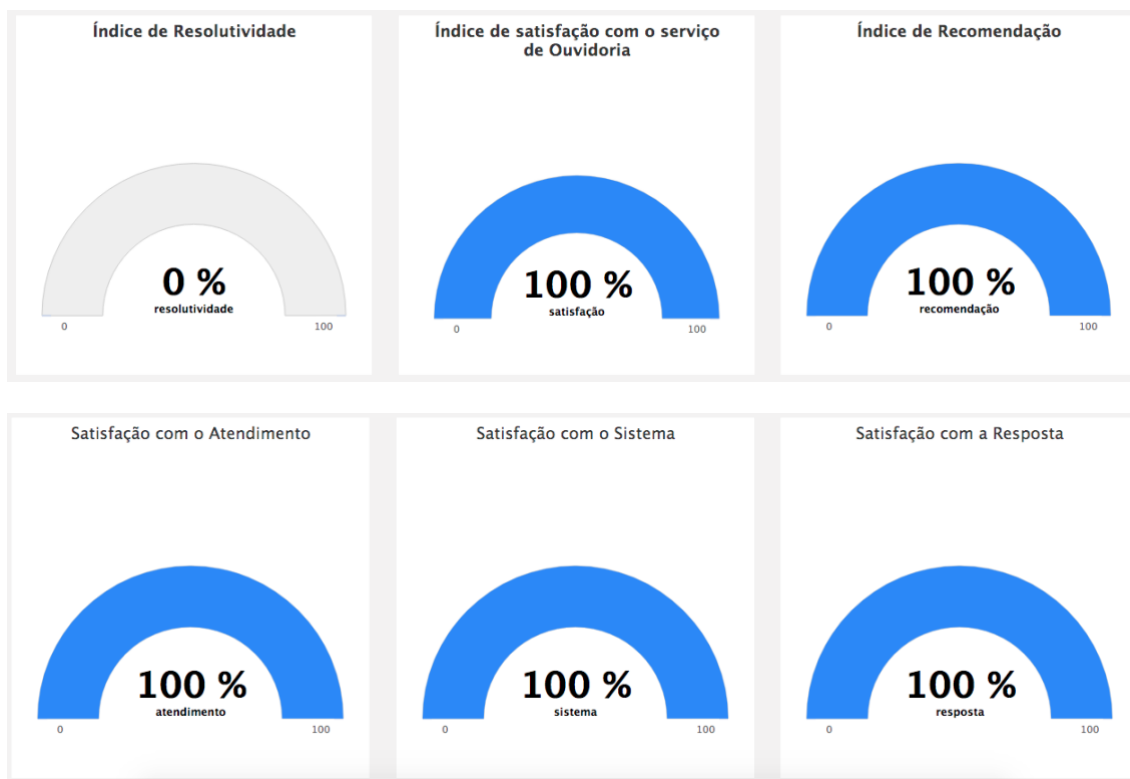 Índice de Resolutividade
0 %
resolutividade
0
100
Índice de satisfação com o serviço
de Ouvidoria
100 %
satisfação
0
100
Índice de Recomendação
100 %
recomendação
0
100
Satisfação com o Atendimento
100 %
atendimento
0
100
Satisfação com o Sistema
100 %
sistema
0
100
Satisfação com a Resposta
100 %
resposta
0
100